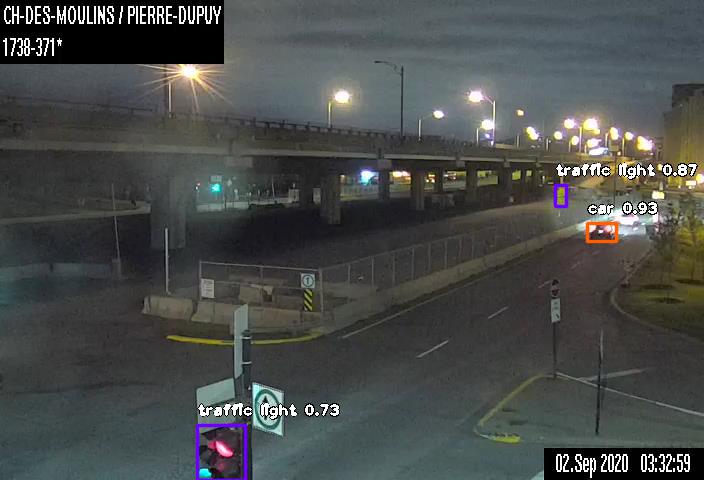 CH-DES-MOULINS / PIERRE-DUPUY
1738-371*
traffic light 0.87
car 0.93
traffic light 0.73
02.Sep 2020 03:32:59